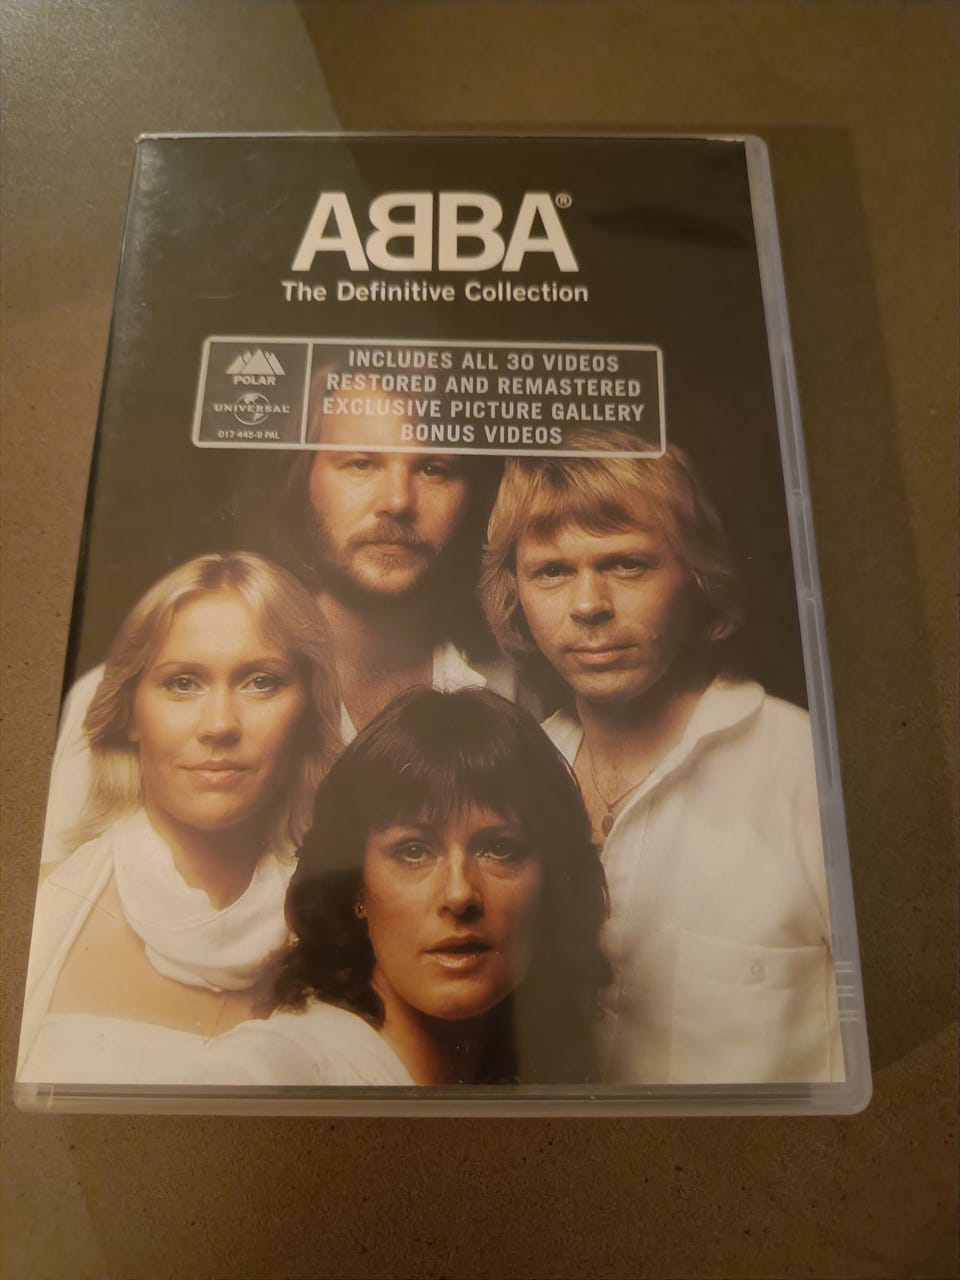 ABBA®
The Definitive Collection
POLAR
UNIVERSAL
017 445-9 PAL
INCLUDES ALL 30 VIDEOS
RESTORED AND REMASTERED
EXCLUSIVE PICTURE GALLERY
BONUS VIDEOS